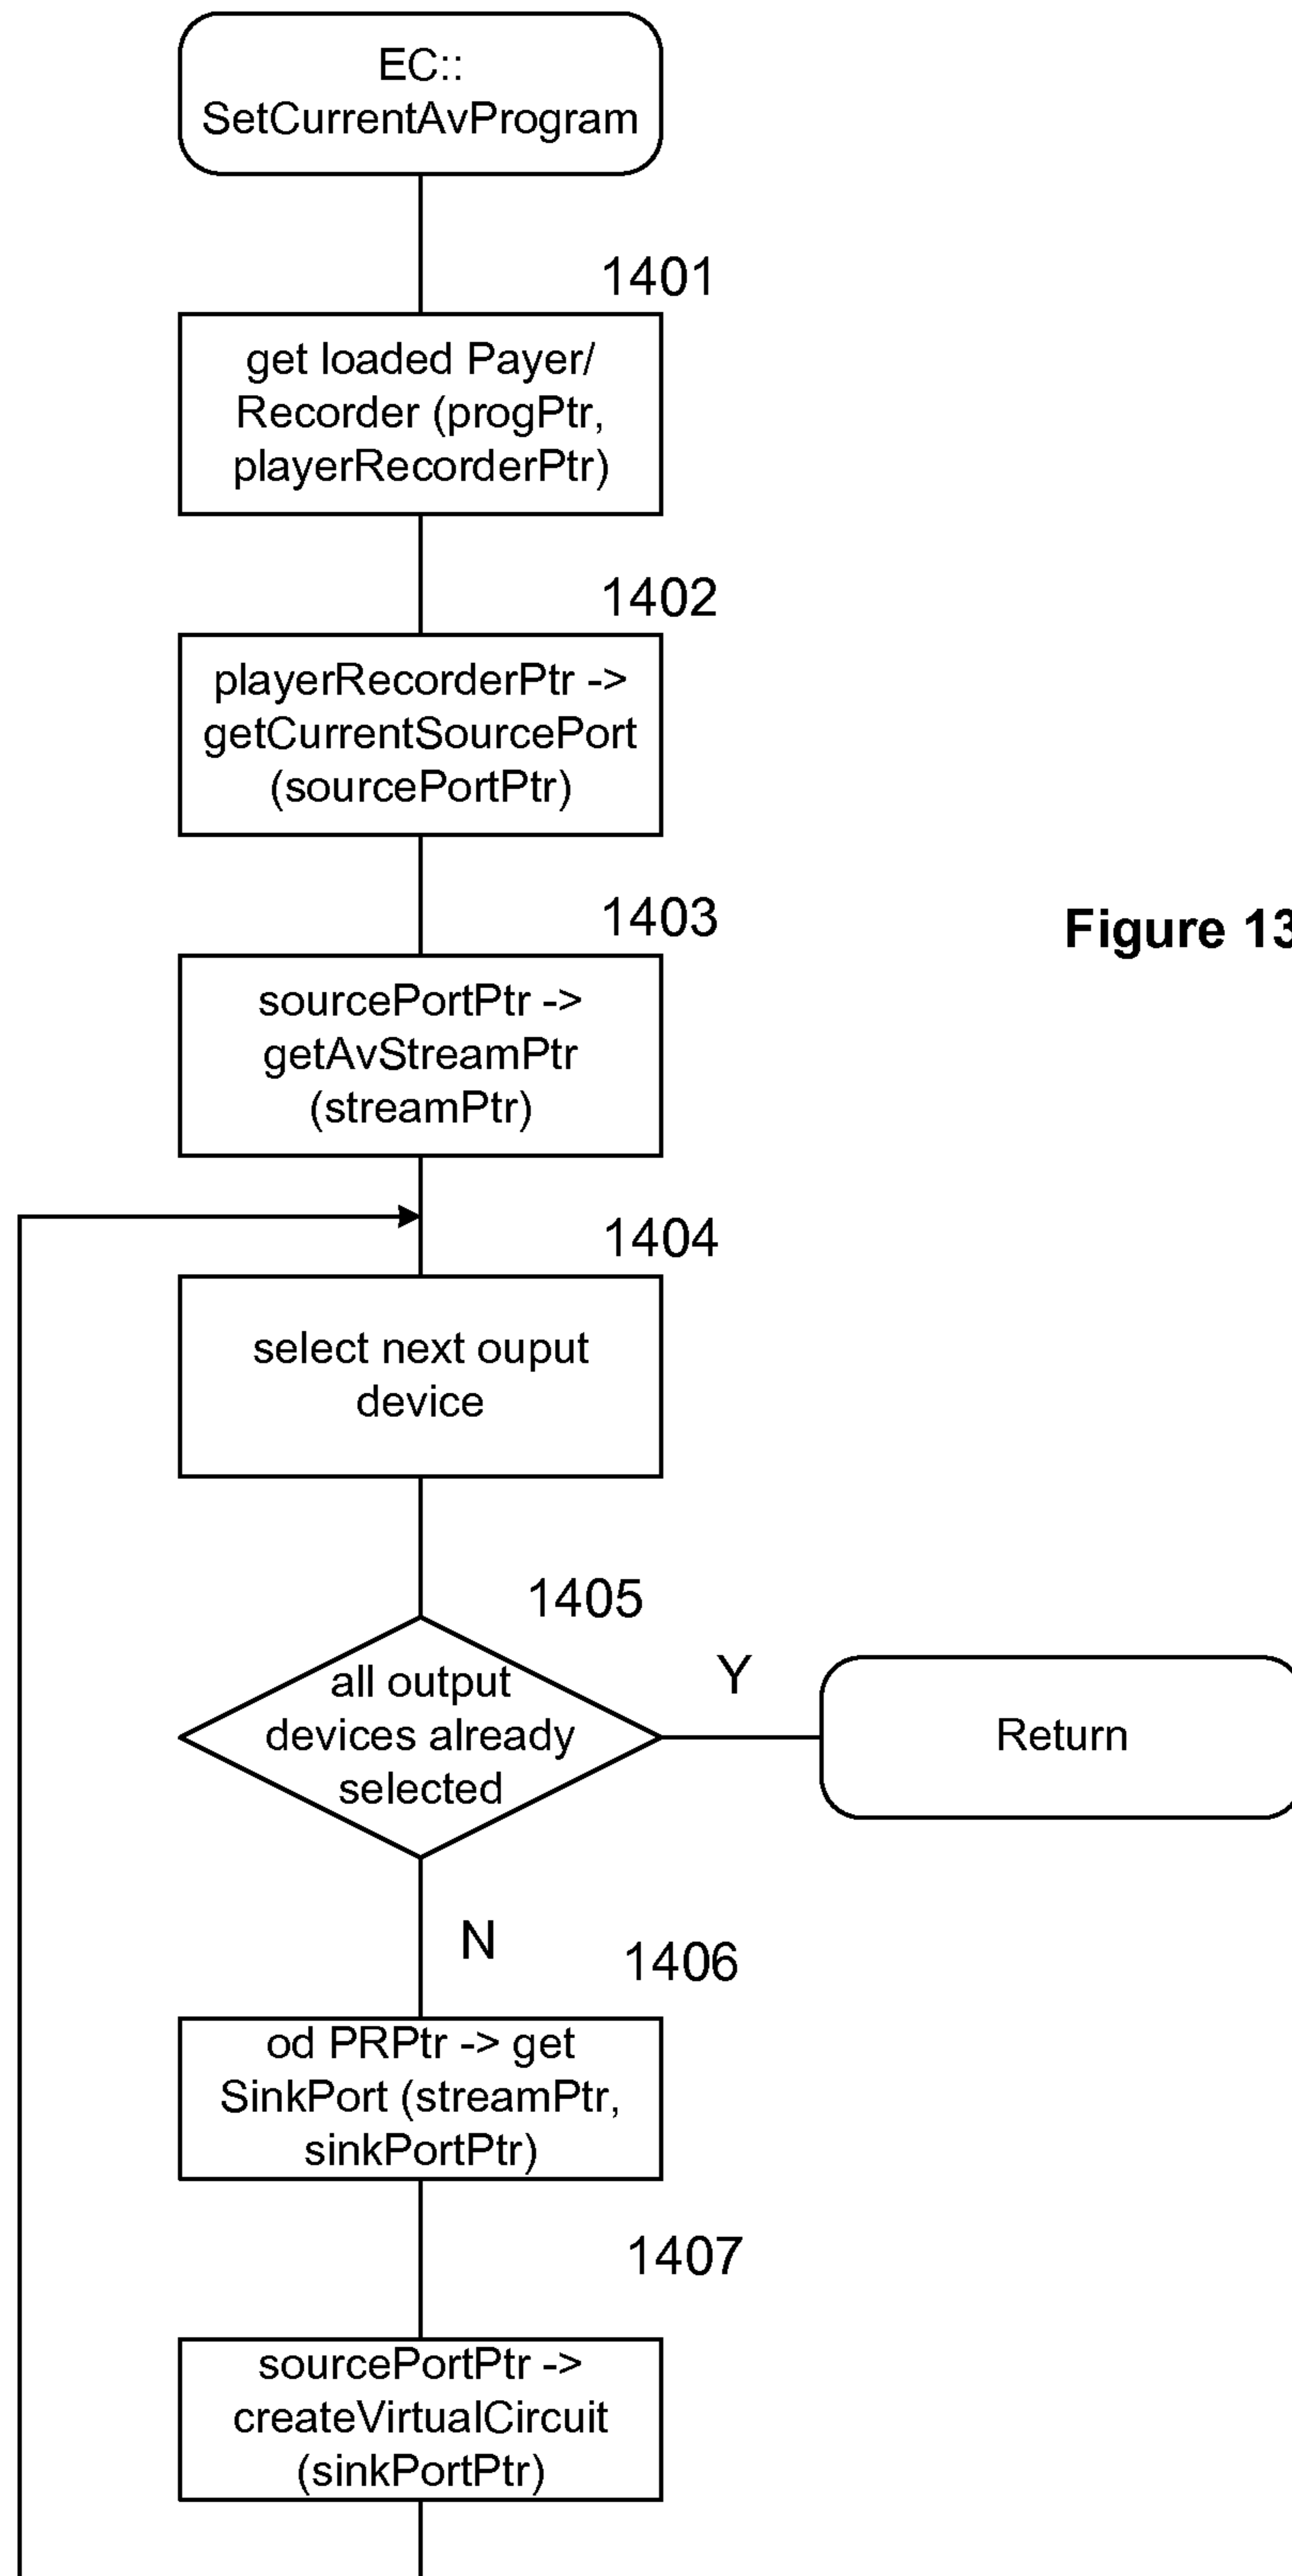 EC::
SetCurrentAvProgram
1401
get loaded Payer/
Recorder (progPtr,
playerRecorderPtr)
1402
playerRecorderPtr ->
getCurrentSourcePort
(sourcePortPtr)
1403
Figure 13
sourcePortPtr ->
getAvStreamPtr
(streamPtr)
1404
select next ouput
device
1405
all output
devices already
selected
Y
Return
N
1406
od PRPtr -> get
SinkPort (streamPtr,
sinkPortPtr)
1407
sourcePortPtr ->
createVirtualCircuit
(sinkPortPtr)